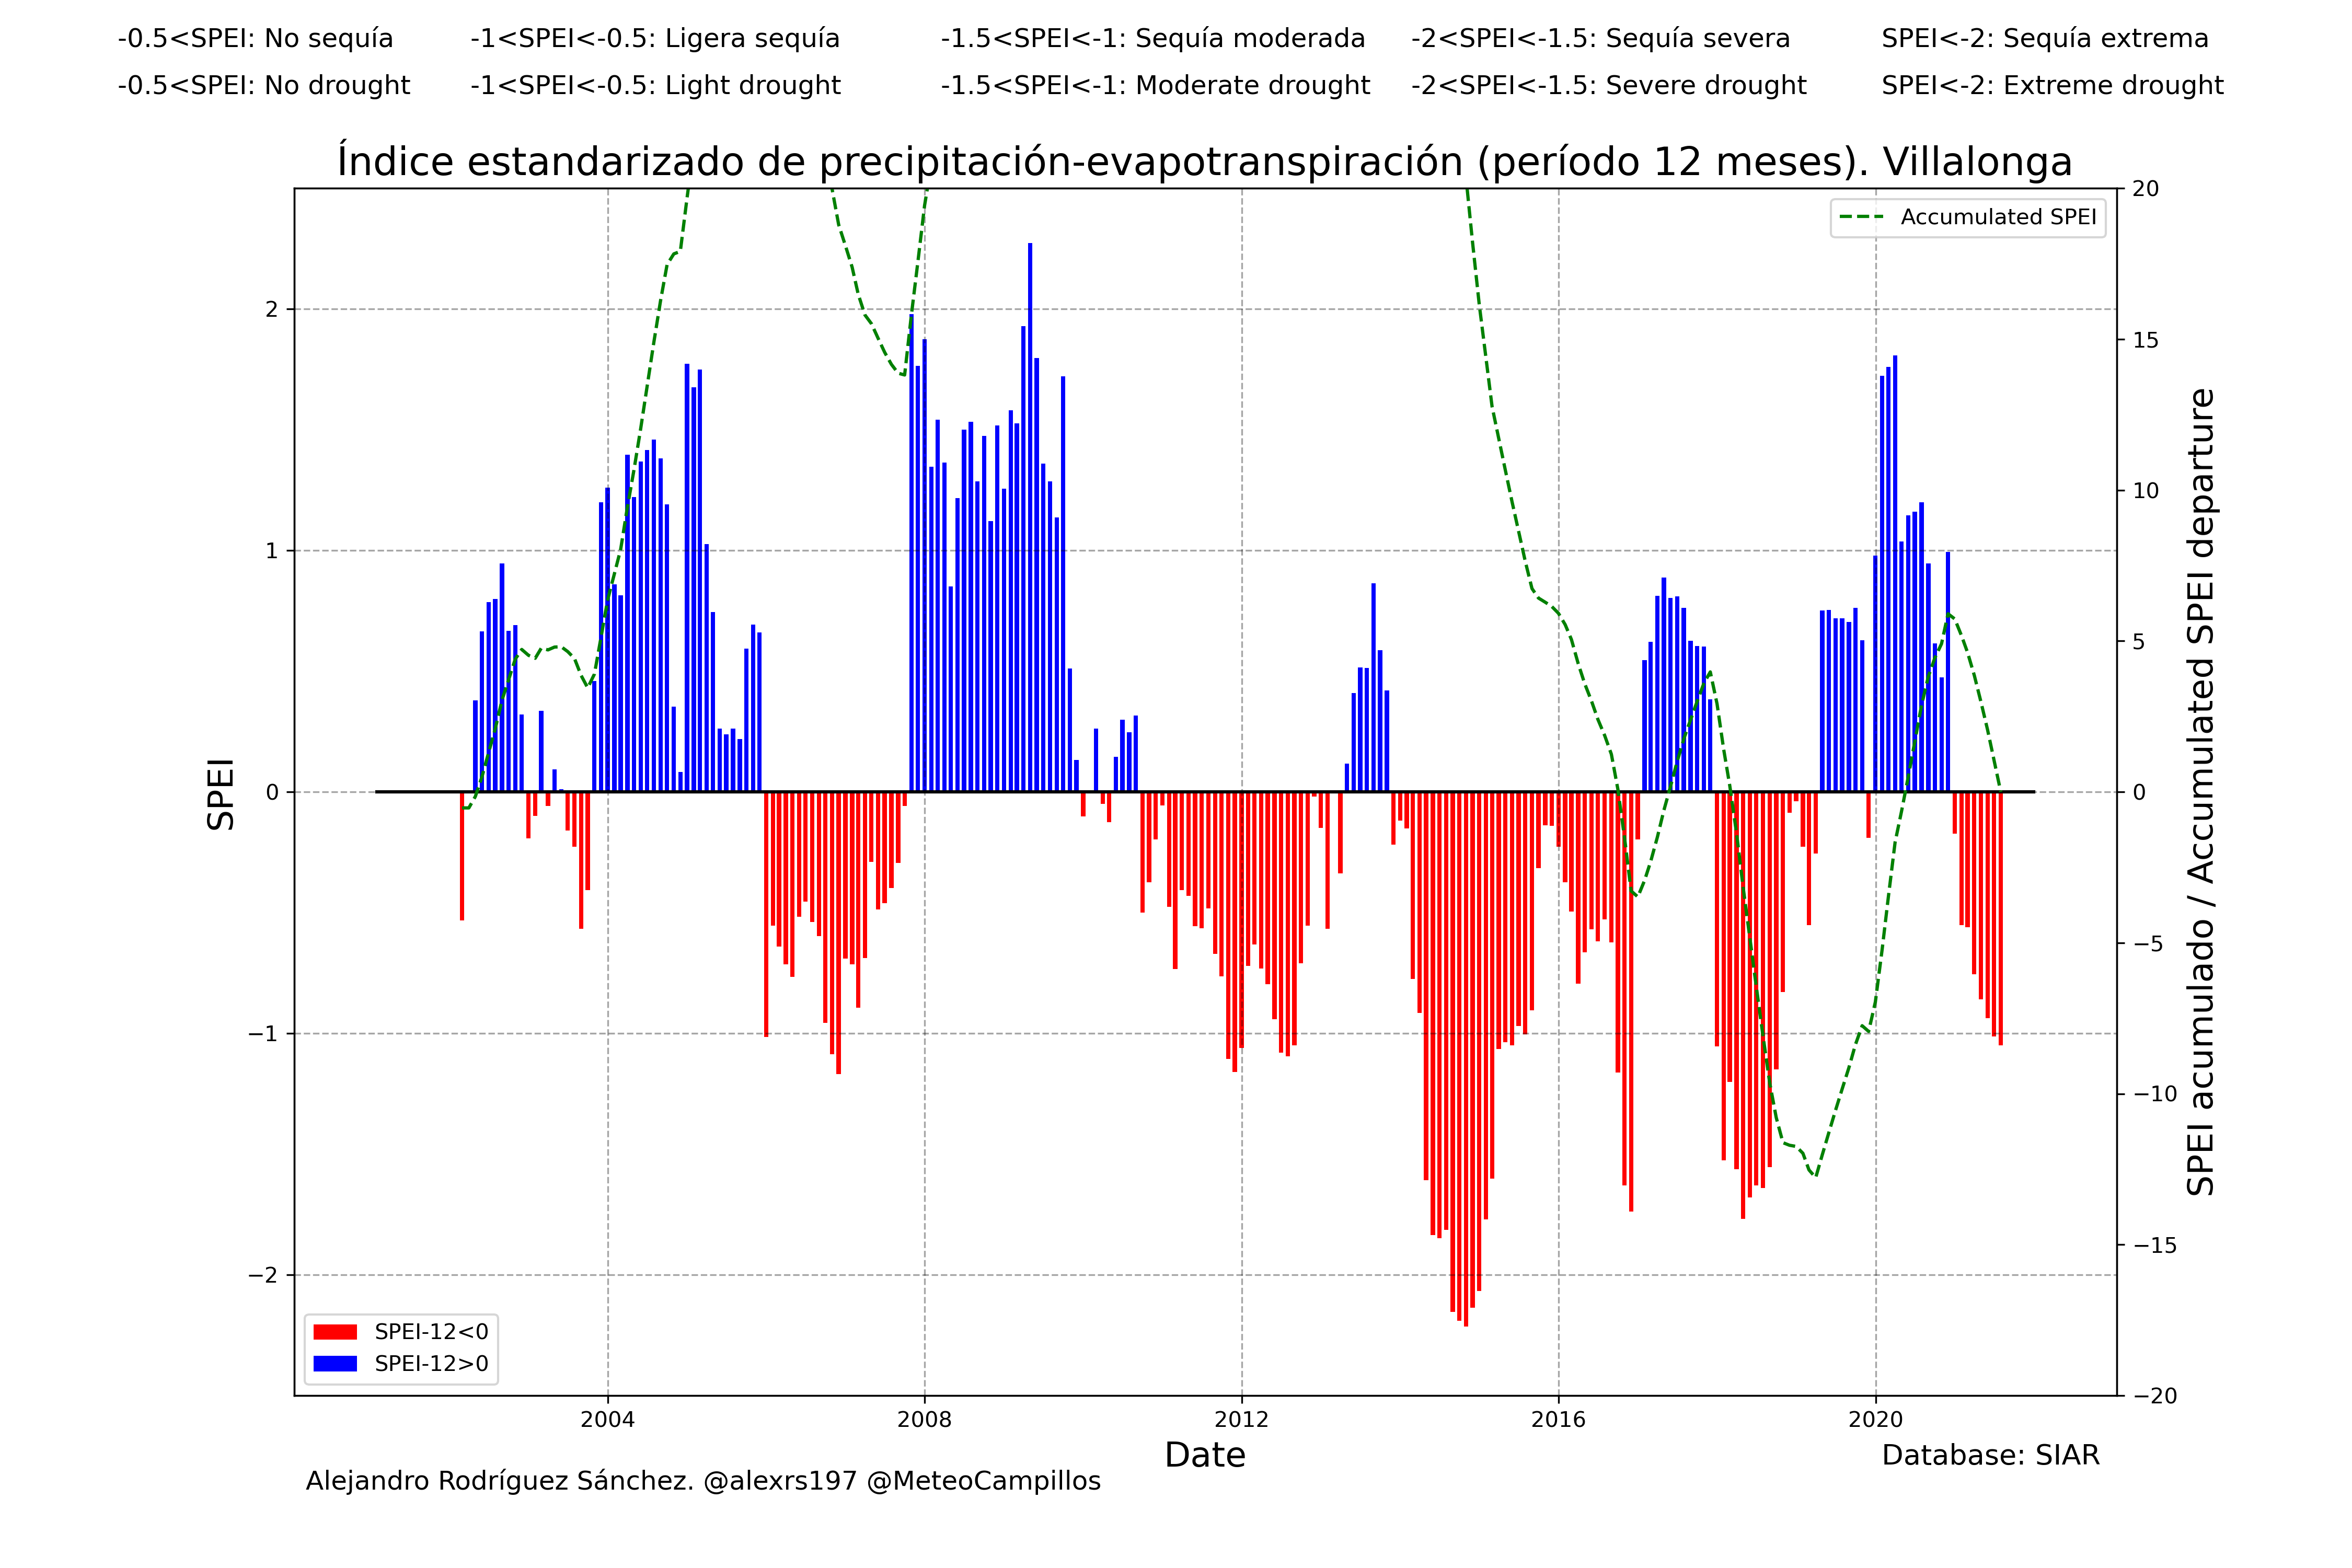 -0.5<SPEI: No sequía -1<SPEI<-0.5: Ligera sequía -1.5<SPEI<-1: Sequía moderada -2<SPEI<-1.5: Sequía severa SPEI<-2: Sequía extrema
-0.5<SPEI: No drought -1<SPEI<-0.5: Light drought -1.5<SPEI<-1: Moderate drought -2<SPEI<-1.5: Severe drought SPEI<-2: Extreme drought
Índice estandarizado de precipitación-evapotranspiración (período 12 meses). Villalonga
Accumulated SPEI
SPEI
2
1
0
−1
−2
20
15
10
5
0
−5
−10
−15
−20
SPEI acumulado / Accumulated SPEI departure
SPEI-12<0
SPEI-12>0
2004 2008 2012 2016 2020
Date
Database: SIAR
Alejandro Rodríguez Sánchez. @alexrs197 @MeteoCampillos